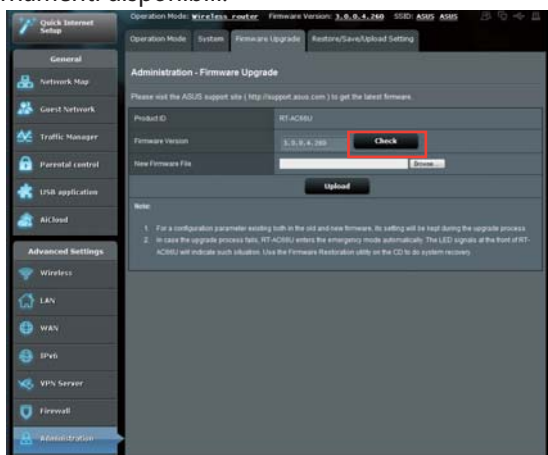 Quick Internet
Setup
Operation Mode: Wireless router Firmware Version: 3.0.0.4.260 SSID: ASUS ASUS
Operation Mode System Firmware Upgrade Restore/Save/Upload Setting
General
Network Map
Guest Network
Traffic Manager
Parental control
USB application
AiCloud
Advanced Settings
Wireless
LAN
WAN
IPv6
VPN Server
Firewall
Administration
Administration - Firmware Upgrade
Please visit the ASUS support site ( http://support.asus.com ) to get the latest firmware.
Product ID RT-AC66U
Firmware Version 3.0.0.4.260 Check
New Firmware File Browse...
Upload
Note:
1. For a configuration parameter existing both in the old and new firmware, its setting will be kept during the upgrade process.
2. In case the upgrade process fails, RT-AC66U enters the emergency mode automatically. The LED signals at the front of RT-
AC66U will indicate such situation. Use the Firmware Restoration utility on the CD to do system recovery.